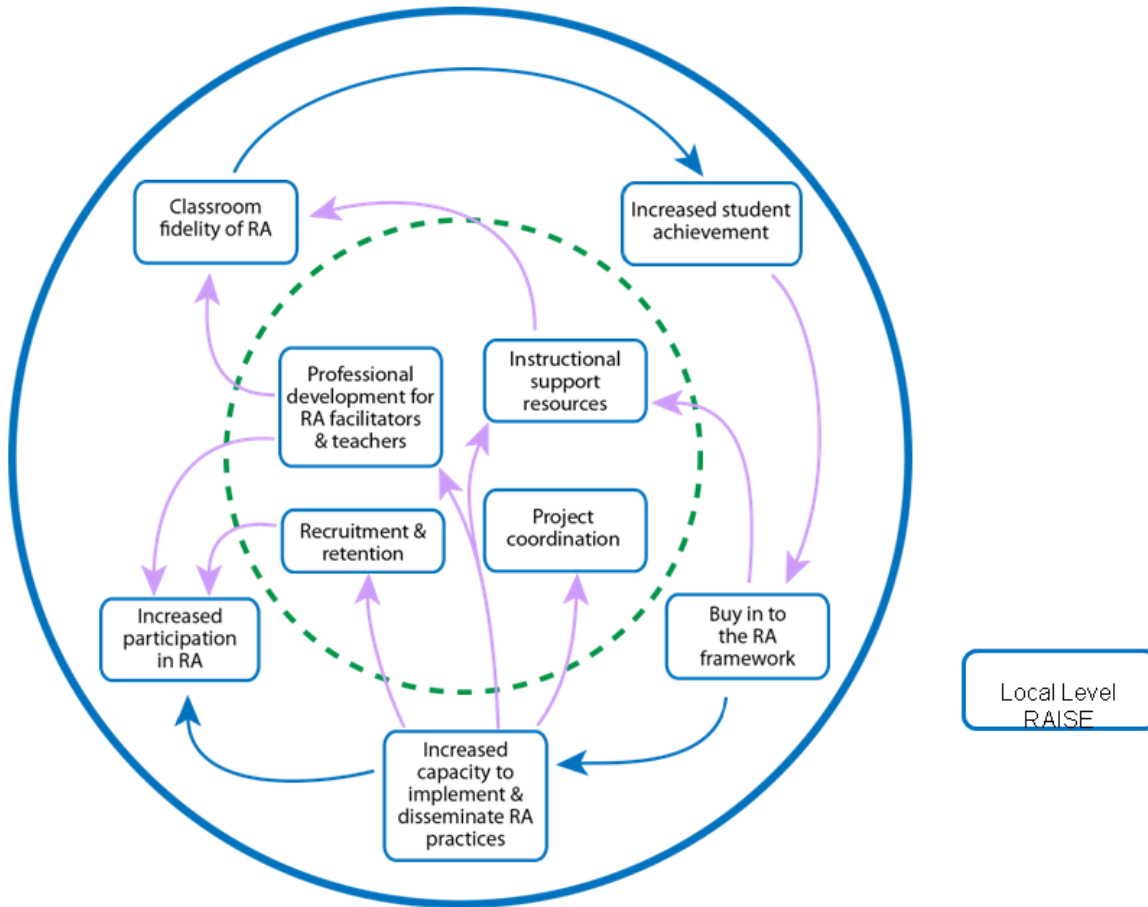 Classroom
fidelity of RA
Increased student
achievement
Professional
development for
RA facilitators
& teachers
Instructional
support
resources
Recruitment &
retention
Project
coordination
Increased
participation
in RA
Buy in to
the RA
framework
Increased
capacity to
implement &
disseminate RA
practices
Local Level
RAISE